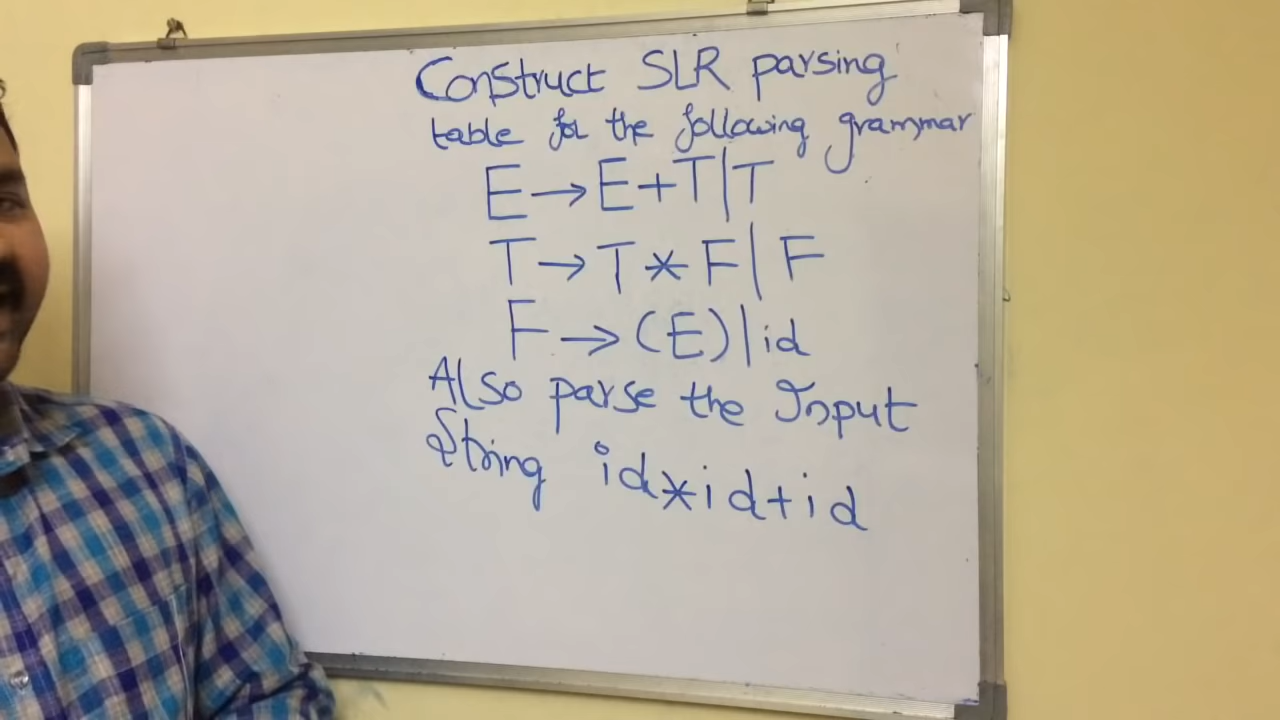 Construct SLR parsing
table for the following grammar
E→E+T|T
T→T*F|F
F→(E)|id
Also parse the Input
String id*id+id